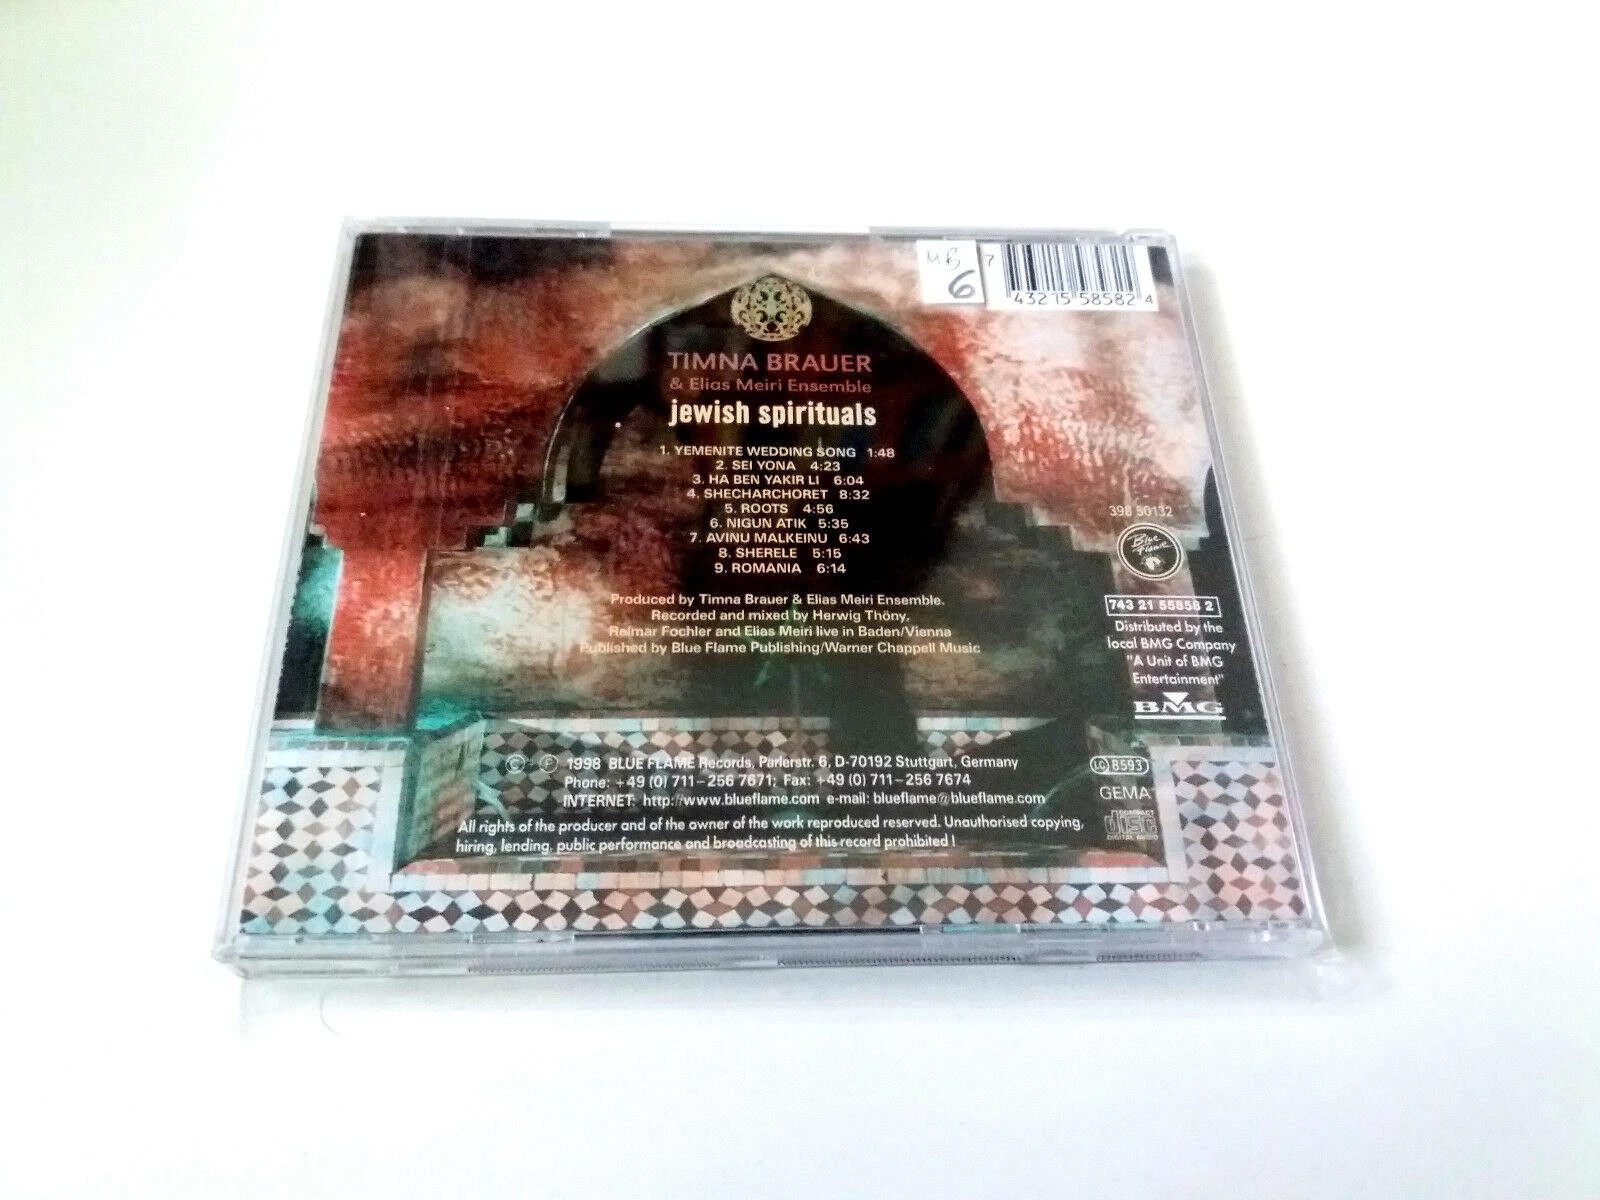 MB
6
7
43215 58582 4
TIMNA BRAUER
& Elias Meiri Ensemble
jewish spirituals
1. YEMENITE WEDDING SONG 1:48
2. SEI YONA 4:23
3. HA BEN YAKIR LI 6:04
4. SHECHARCHORET 8:32
5. ROOTS 4:56
6. NIGUN ATIK 5:35
7. AVINU MALKEINU 6:43
8. SHERELE 5:15
9. ROMANIA 6:14
Produced by Timna Brauer & Elias Meiri Ensemble.
Recorded and mixed by Herwig Thöny,
Reimar Fochler and Elias Meiri live in Baden/Vienna
Published by Blue Flame Publishing/Warner Chappell Music
398 50132
Blue
Flame
743 21 55858 2
Distributed by the
local BMG Company
"A Unit of BMG
Entertainment"
BMG
© ℗ 1998 BLUE FLAME Records, Parlerstr. 6, D-70192 Stuttgart, Germany
Phone: +49 (0) 711–256 7671; Fax: +49 (0) 711–256 7674
INTERNET: http://www.blueflame.com e-mail: blueflame@blueflame.com
All rights of the producer and of the owner of the work reproduced reserved. Unauthorised copying,
hiring, lending, public performance and broadcasting of this record prohibited !
LC 8593
GEMA
COMPACT
disc
DIGITAL AUDIO